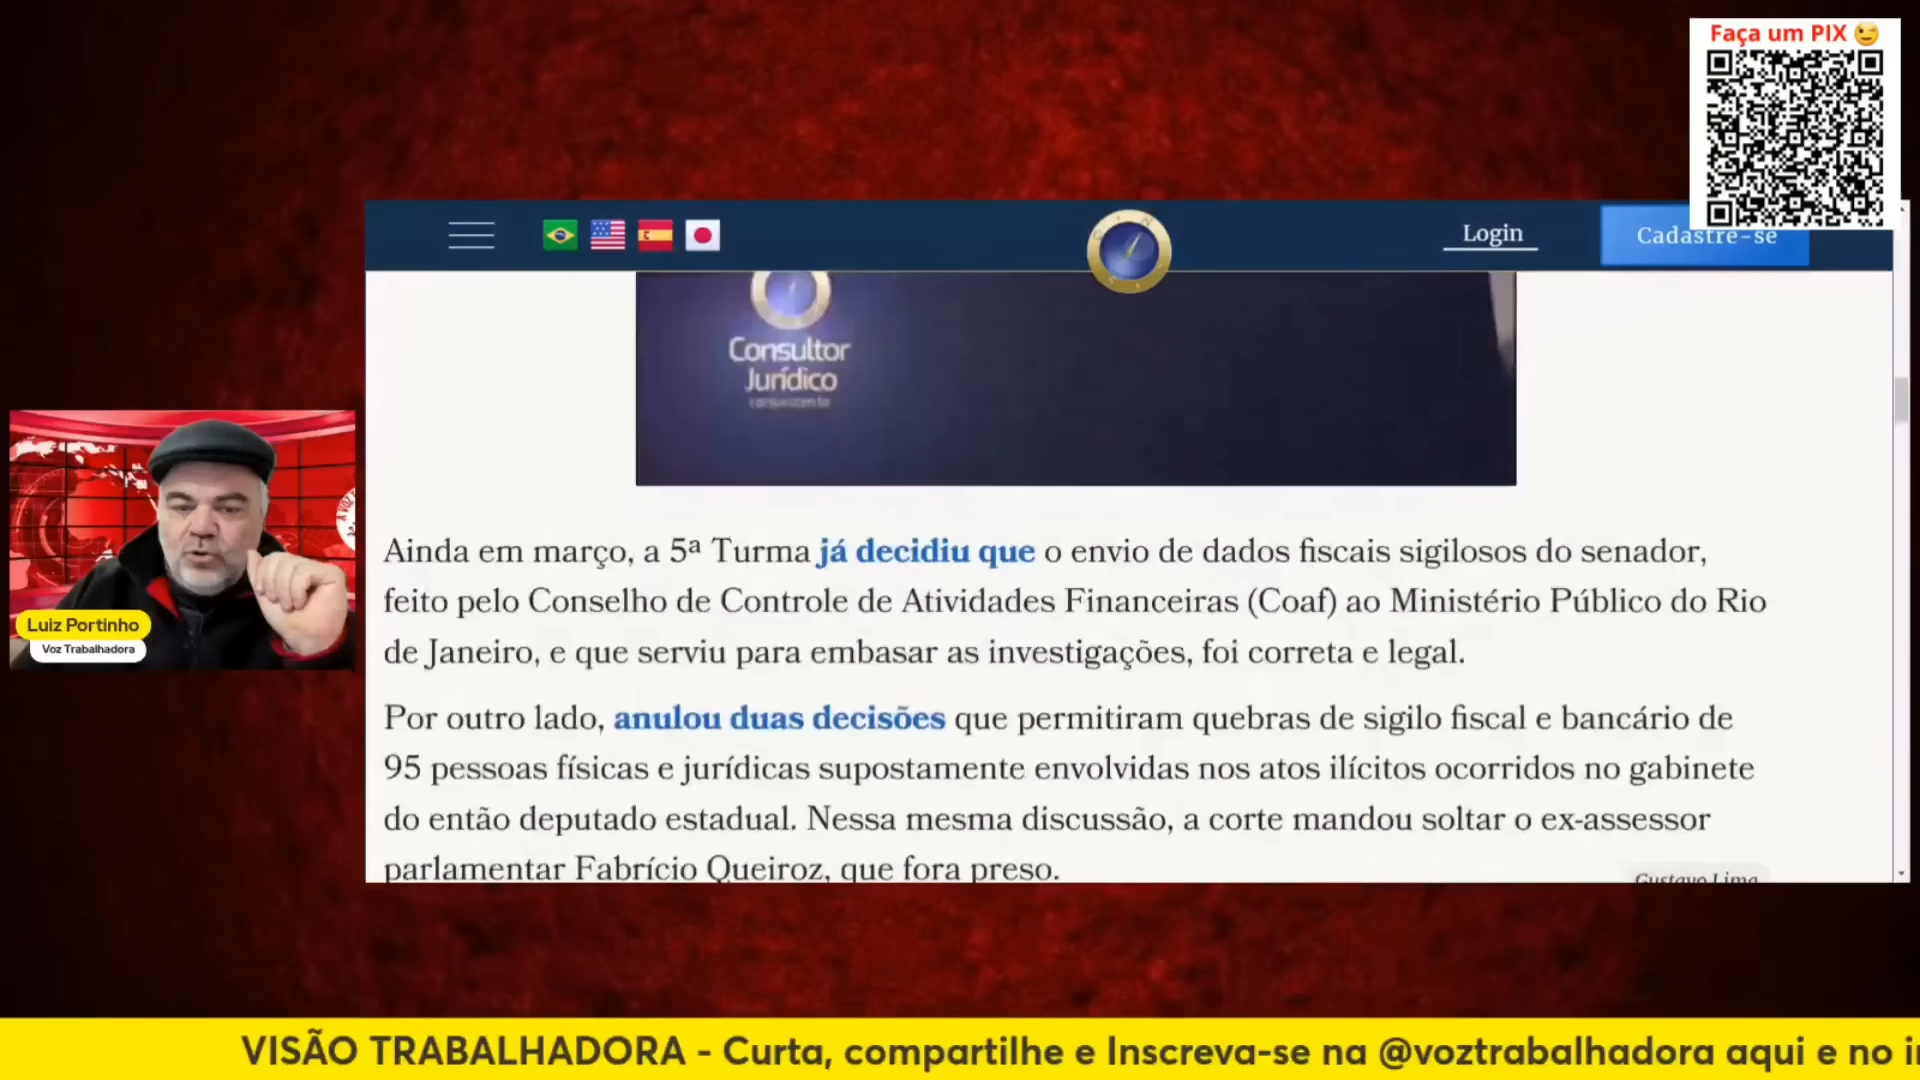 Faça um PIX 😉
Login
Cadastre-se
Consultor
Jurídico
Ainda em março, a 5ª Turma já decidiu que o envio de dados fiscais sigilosos do senador,
feito pelo Conselho de Controle de Atividades Financeiras (Coaf) ao Ministério Público do Rio
de Janeiro, e que serviu para embasar as investigações, foi correta e legal.
Por outro lado, anulou duas decisões que permitiram quebras de sigilo fiscal e bancário de
95 pessoas físicas e jurídicas supostamente envolvidas nos atos ilícitos ocorridos no gabinete
do então deputado estadual. Nessa mesma discussão, a corte mandou soltar o ex-assessor
parlamentar Fabrício Queiroz, que fora preso.
Gustavo Lima
Luiz Portinho
Voz Trabalhadora
VISÃO TRABALHADORA - Curta, compartilhe e Inscreva-se na @voztrabalhadora aqui e no